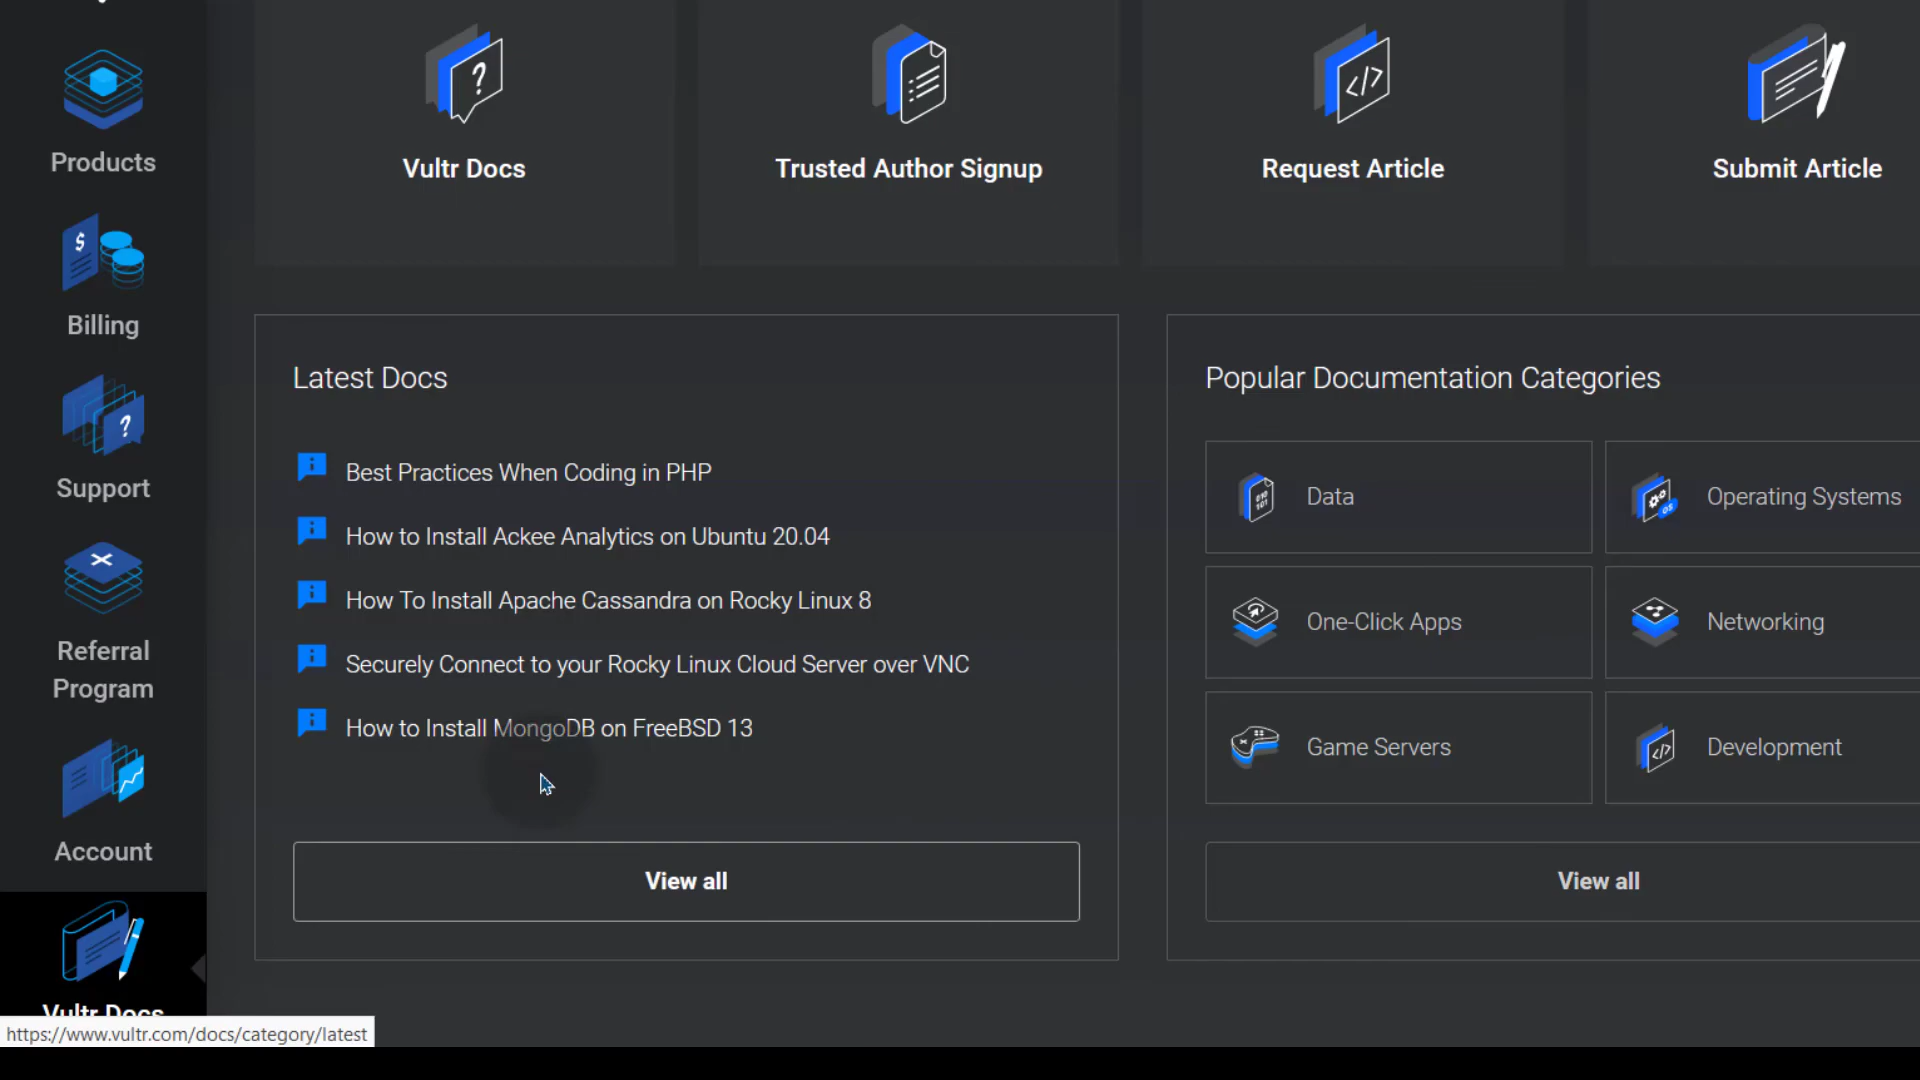 Products
Billing
Support
Referral
Program
Account
Vultr Docs
https://www.vultr.com/docs/category/latest
$
?
?
Vultr Docs
Trusted Author Signup
</>
Request Article
Submit Article
Latest Docs
Best Practices When Coding in PHP
How to Install Ackee Analytics on Ubuntu 20.04
How To Install Apache Cassandra on Rocky Linux 8
Securely Connect to your Rocky Linux Cloud Server over VNC
How to Install MongoDB on FreeBSD 13
View all
Popular Documentation Categories
Data
Operating Systems
One-Click Apps
Networking
Game Servers
Development
View all